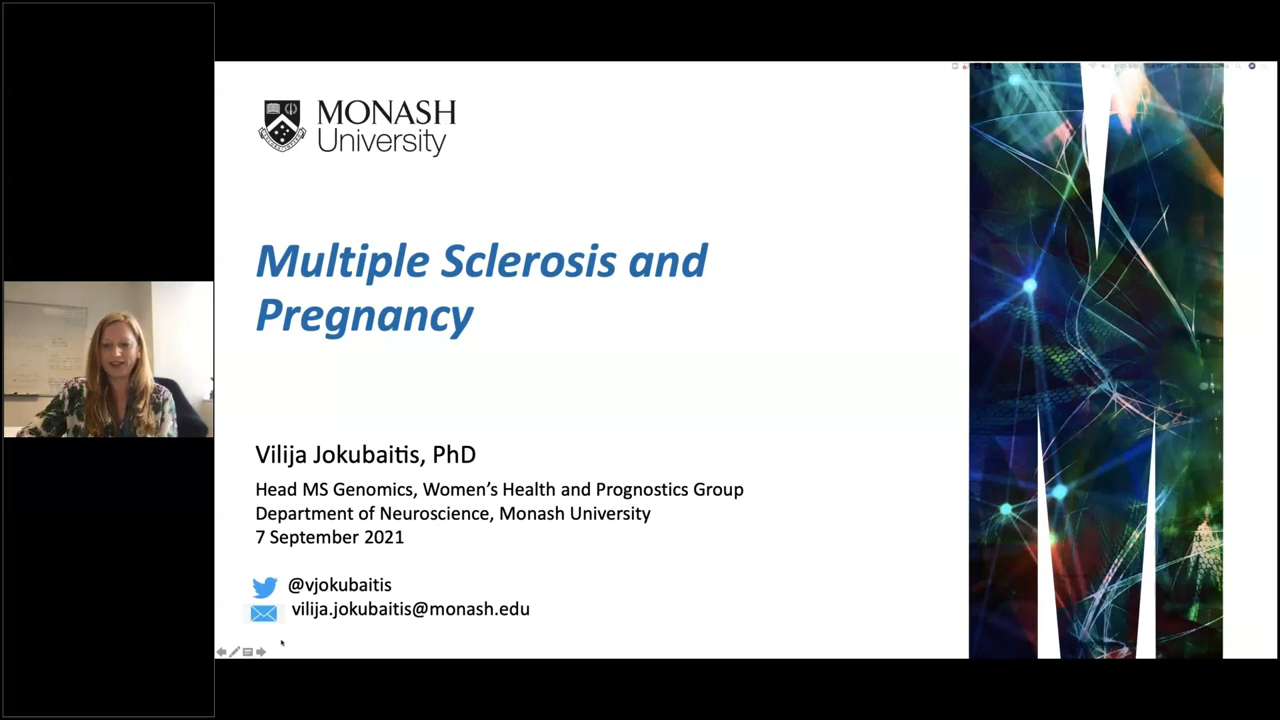 MONASH
University
Multiple Sclerosis and
Pregnancy
Vilija Jokubaitis, PhD
Head MS Genomics, Women's Health and Prognostics Group
Department of Neuroscience, Monash University
7 September 2021
@vjokubaitis
vilija.jokubaitis@monash.edu